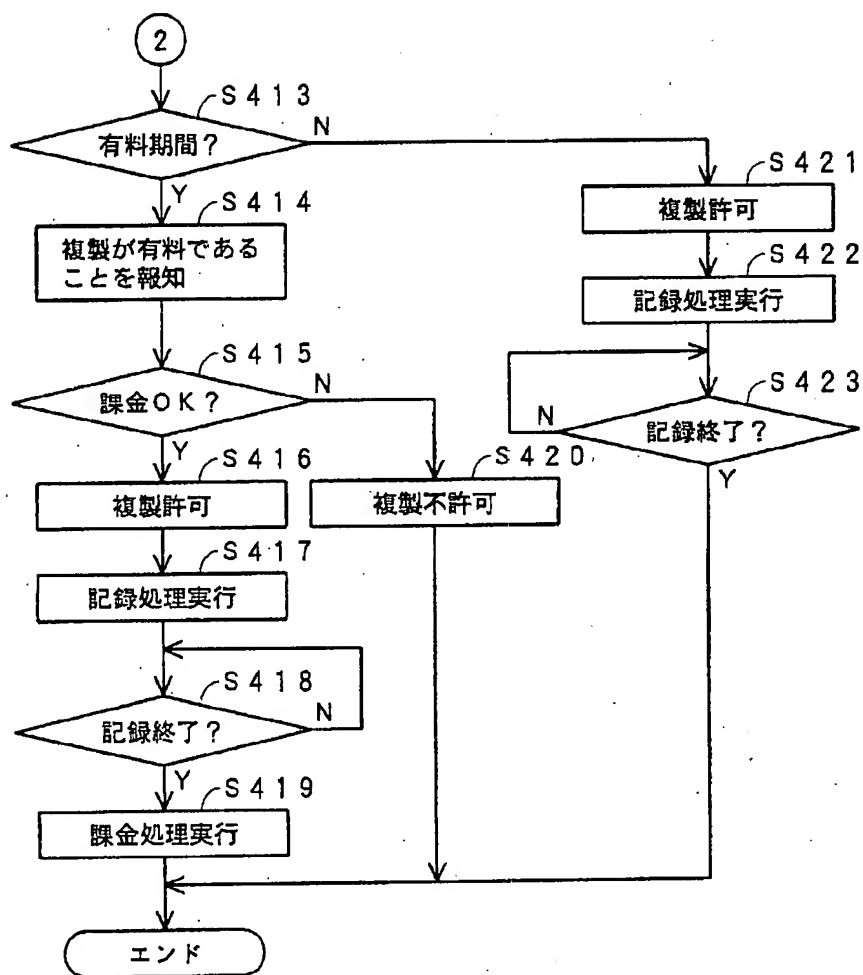 2
S413
有料期間?
N
Y
S414
複製が有料である
ことを報知
S415
課金OK?
N
Y
S416
複製許可
S417
記録処理実行
S418
記録終了?
N
Y
S419
課金処理実行
S420
複製不許可
S421
複製許可
S422
記録処理実行
S423
記録終了?
N
Y
エンド